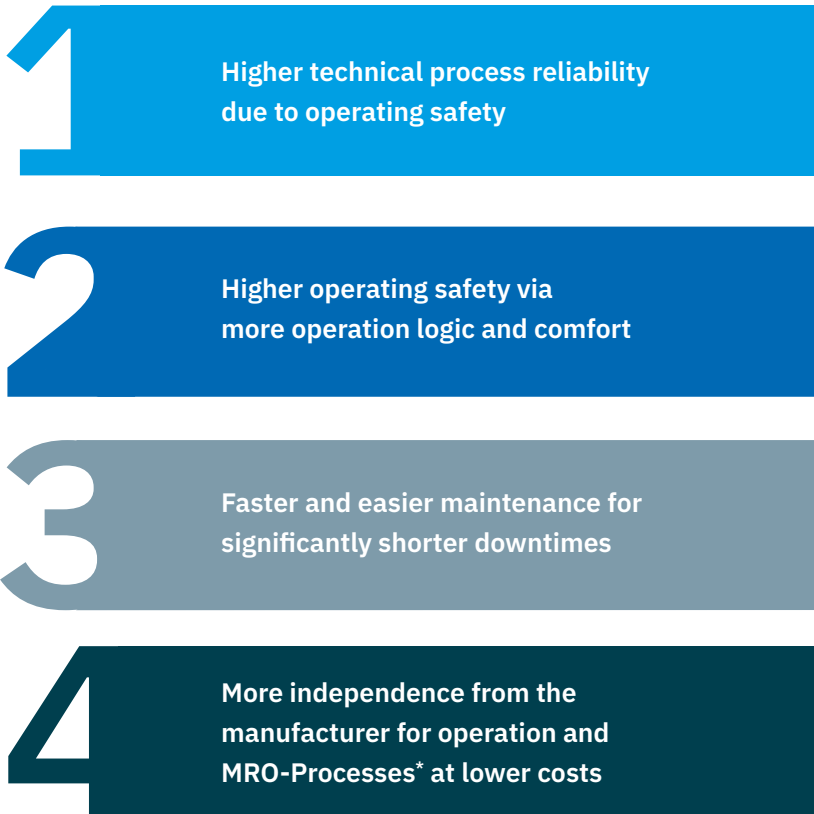 1
Higher technical process reliability
due to operating safety
2
Higher operating safety via
more operation logic and comfort
3
Faster and easier maintenance for
significantly shorter downtimes
4
More independence from the
manufacturer for operation and
MRO-Processes* at lower costs